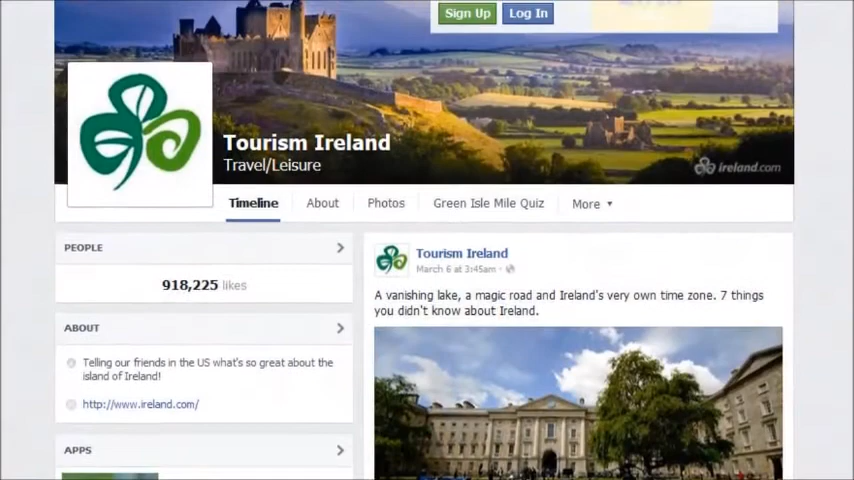 Sign Up
Log In
Tourism Ireland
Travel/Leisure
ireland.com
Timeline
About
Photos
Green Isle Mile Quiz
More
PEOPLE
918,225 likes
ABOUT
Telling our friends in the US what's so great about the
island of Ireland!
http://www.ireland.com/
APPS
Tourism Ireland
March 6 at 3:45am
A vanishing lake, a magic road and Ireland's very own time zone. 7 things
you didn't know about Ireland.